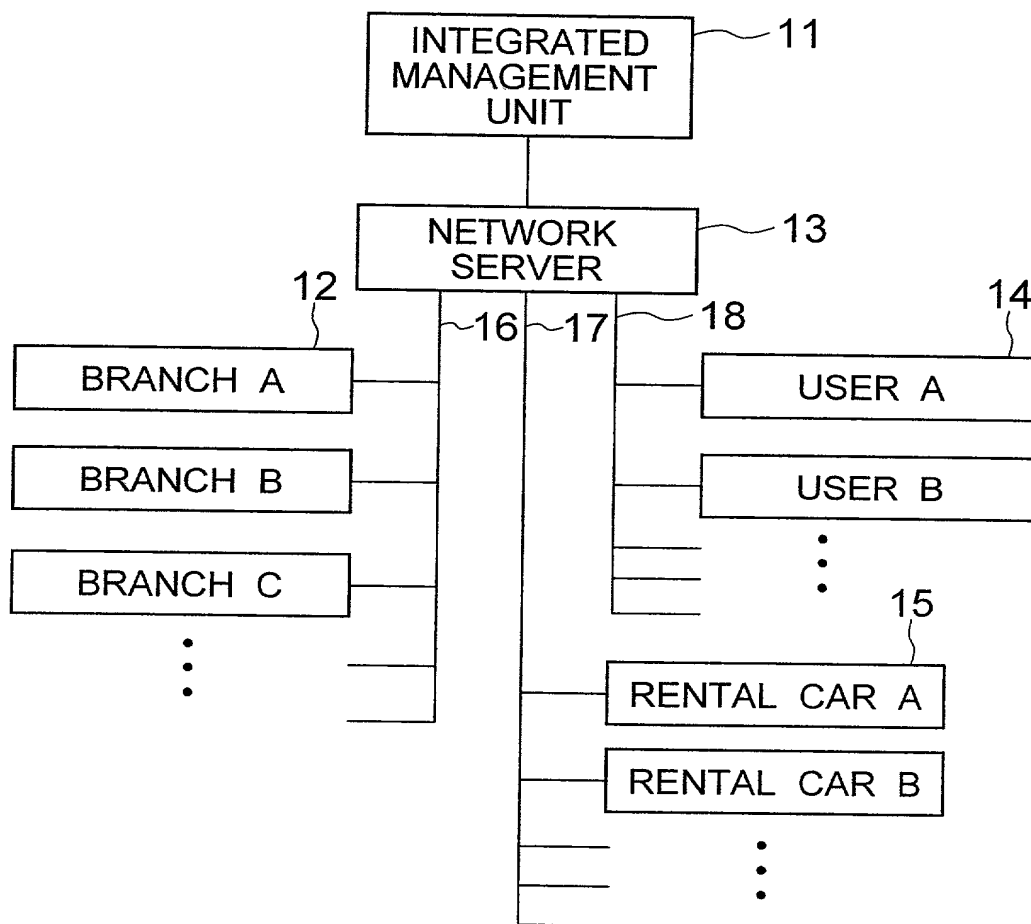 INTEGRATED
MANAGEMENT
UNIT
11
NETWORK
SERVER
13
12
16
17
18
14
BRANCH A
USER A
BRANCH B
USER B
BRANCH C
15
RENTAL CAR A
RENTAL CAR B